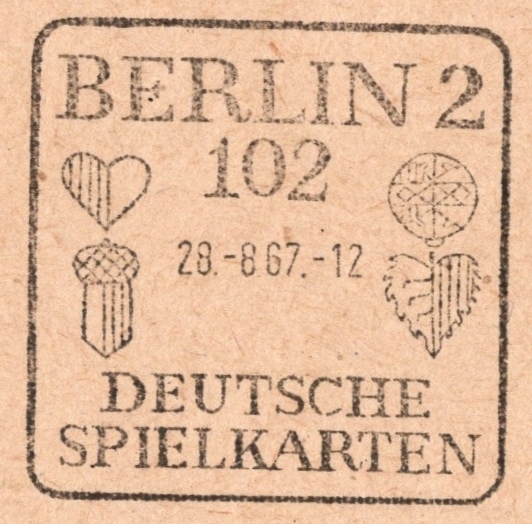 BERLIN 2
102
28.-8 67.-12
DEUTSCHE
SPIELKARTEN